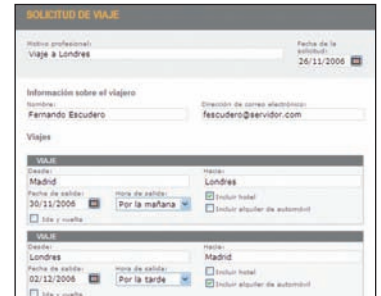 SOLICITUD DE VIAJE
Motivo profesional:
Viaje a Londres
Fecha de la solicitud:
26/11/2006
Información sobre el viajero
Nombre:
Fernando Escudero
Dirección de correo electrónico:
fescudero@servidor.com
Viajes
VIAJE
Desde:
Madrid
Hacia:
Londres
Fecha de salida:
30/11/2006
Hora de salida:
Por la mañana
Incluir hotel
Incluir alquiler de automóvil
Ida y vuelta
VIAJE
Desde:
Londres
Hacia:
Madrid
Fecha de salida:
02/12/2006
Hora de salida:
Por la tarde
Incluir hotel
Incluir alquiler de automóvil
Ida y vuelta